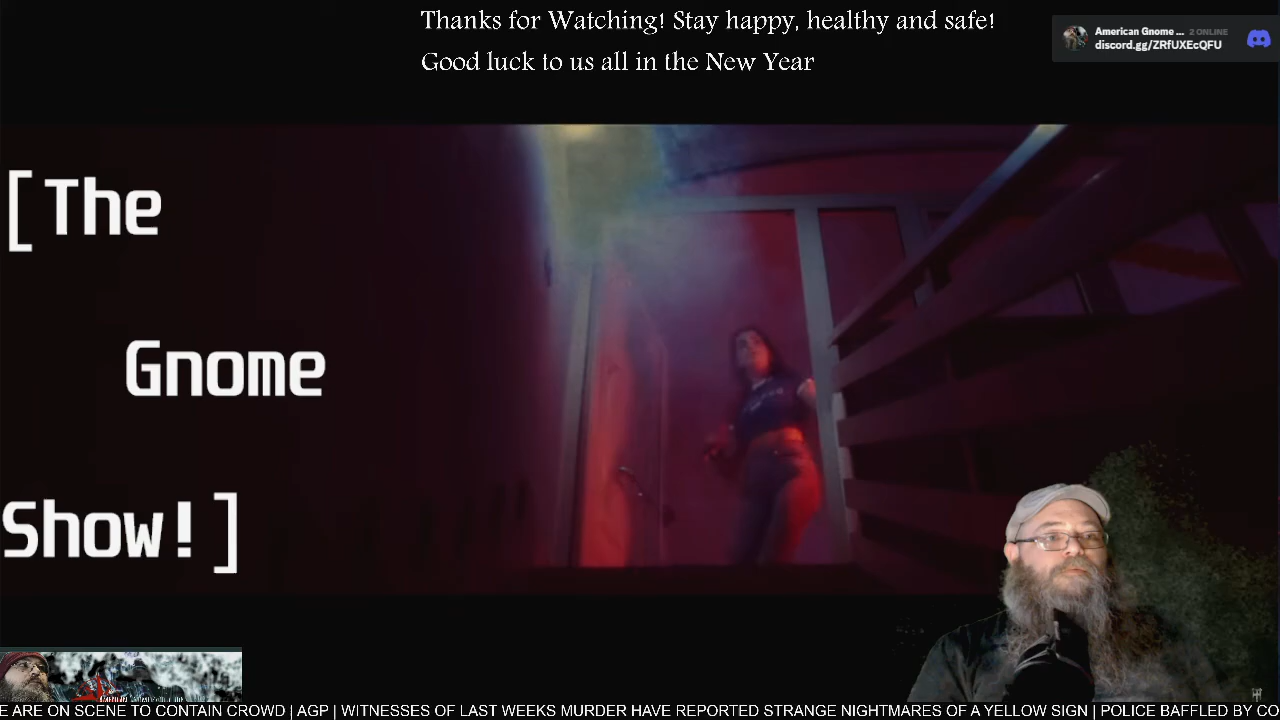 Thanks for Watching! Stay happy, healthy and safe!
Good luck to us all in the New Year
American Gnome ... 2 ONLINE
discord.gg/ZRfUXEcQFU
[The
Gnome
Show!]
E ARE ON SCENE TO CONTAIN CROWD | AGP | WITNESSES OF LAST WEEKS MURDER HAVE REPORTED STRANGE NIGHTMARES OF A YELLOW SIGN | POLICE BAFFLED BY CO